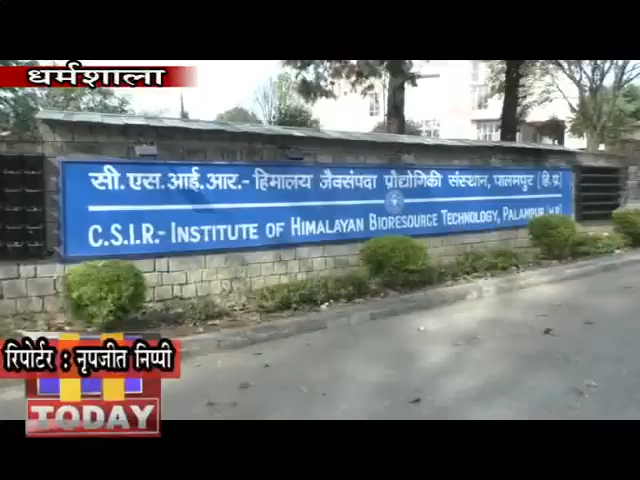 धर्मशाला
सी.एस.आई.आर.- हिमालय जैवसंपदा प्रौद्योगिकी संस्थान, पालमपुर (हि.प्र.)
C.S.I.R.- INSTITUTE OF HIMALAYAN BIORESOURCE TECHNOLOGY, PALAMPUR (H.P.)
रिपोर्टर : नृपजीत निप्पी
TODAY